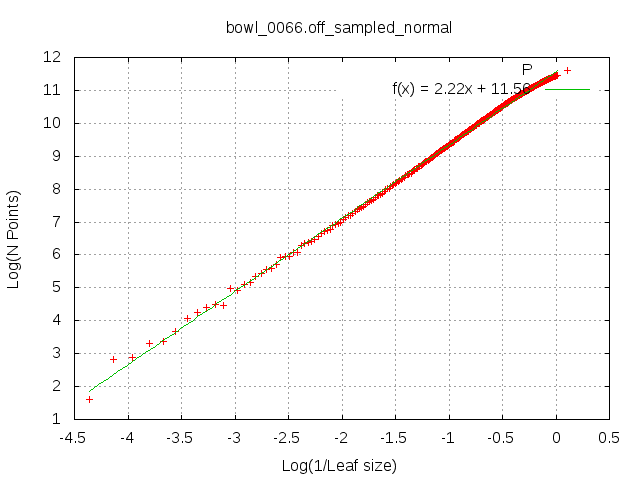 bowl_0066.off_sampled_normal
12
11
10
9
8
7
6
5
4
3
2
1
Log(N Points)
P
f(x) = 2.22x + 11.56
-4.5 -4 -3.5 -3 -2.5 -2 -1.5 -1 -0.5 0 0.5
Log(1/Leaf size)